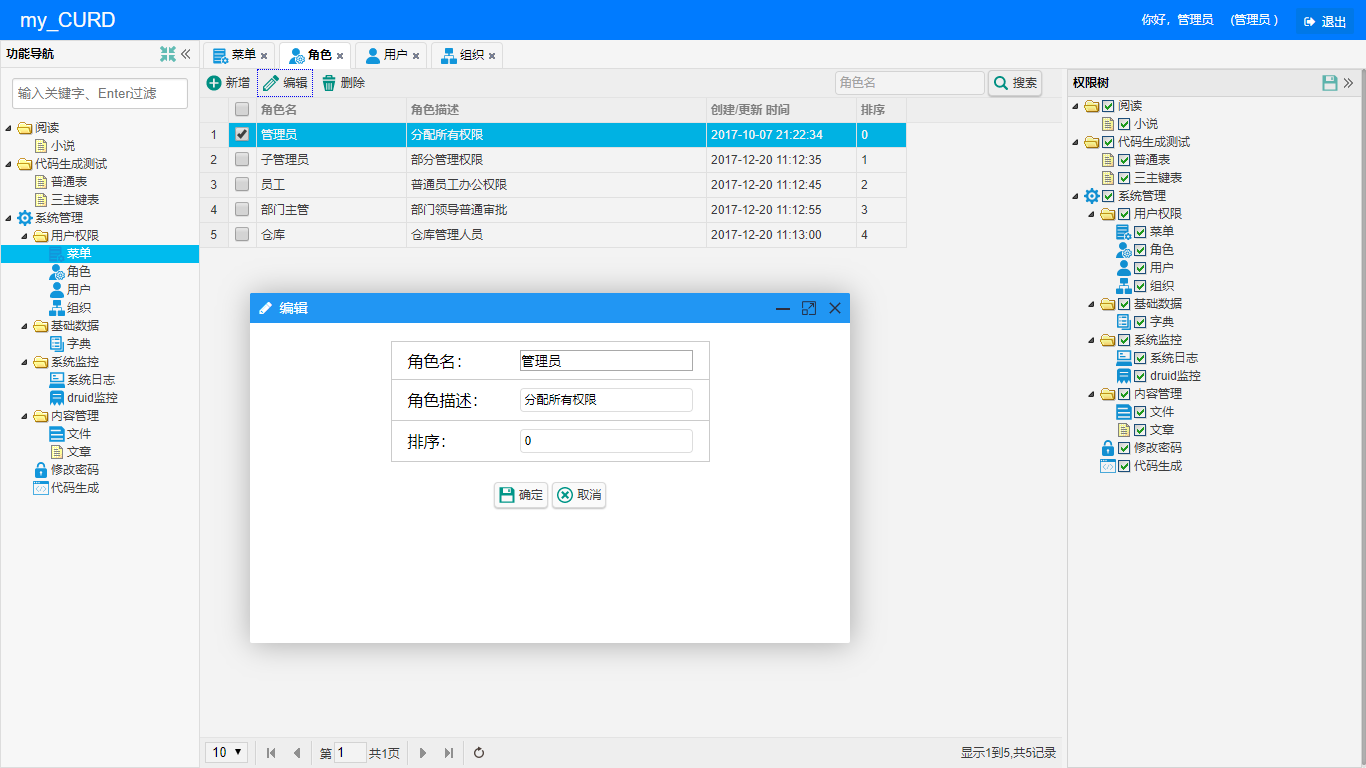 my_CURD
你好，管理员 (管理员 ) 退出
功能导航
输入关键字、Enter过滤
阅读
小说
代码生成测试
普通表
三主键表
系统管理
用户权限
菜单
角色
用户
组织
基础数据
字典
系统监控
系统日志
druid监控
内容管理
文件
文章
修改密码
代码生成
菜单 角色 用户 组织
新增 编辑 删除 角色名 搜索
角色名 角色描述 创建/更新 时间 排序
1 管理员 分配所有权限 2017-10-07 21:22:34 0
2 子管理员 部分管理权限 2017-12-20 11:12:35 1
3 员工 普通员工办公权限 2017-12-20 11:12:45 2
4 部门主管 部门领导普通审批 2017-12-20 11:12:55 3
5 仓库 仓库管理人员 2017-12-20 11:13:00 4
编辑
角色名： 管理员
角色描述： 分配所有权限
排序： 0
确定 取消
10 第 1 共1页 显示1到5,共5记录
权限树
阅读
小说
代码生成测试
普通表
三主键表
系统管理
用户权限
菜单
角色
用户
组织
基础数据
字典
系统监控
系统日志
druid监控
内容管理
文件
文章
修改密码
代码生成